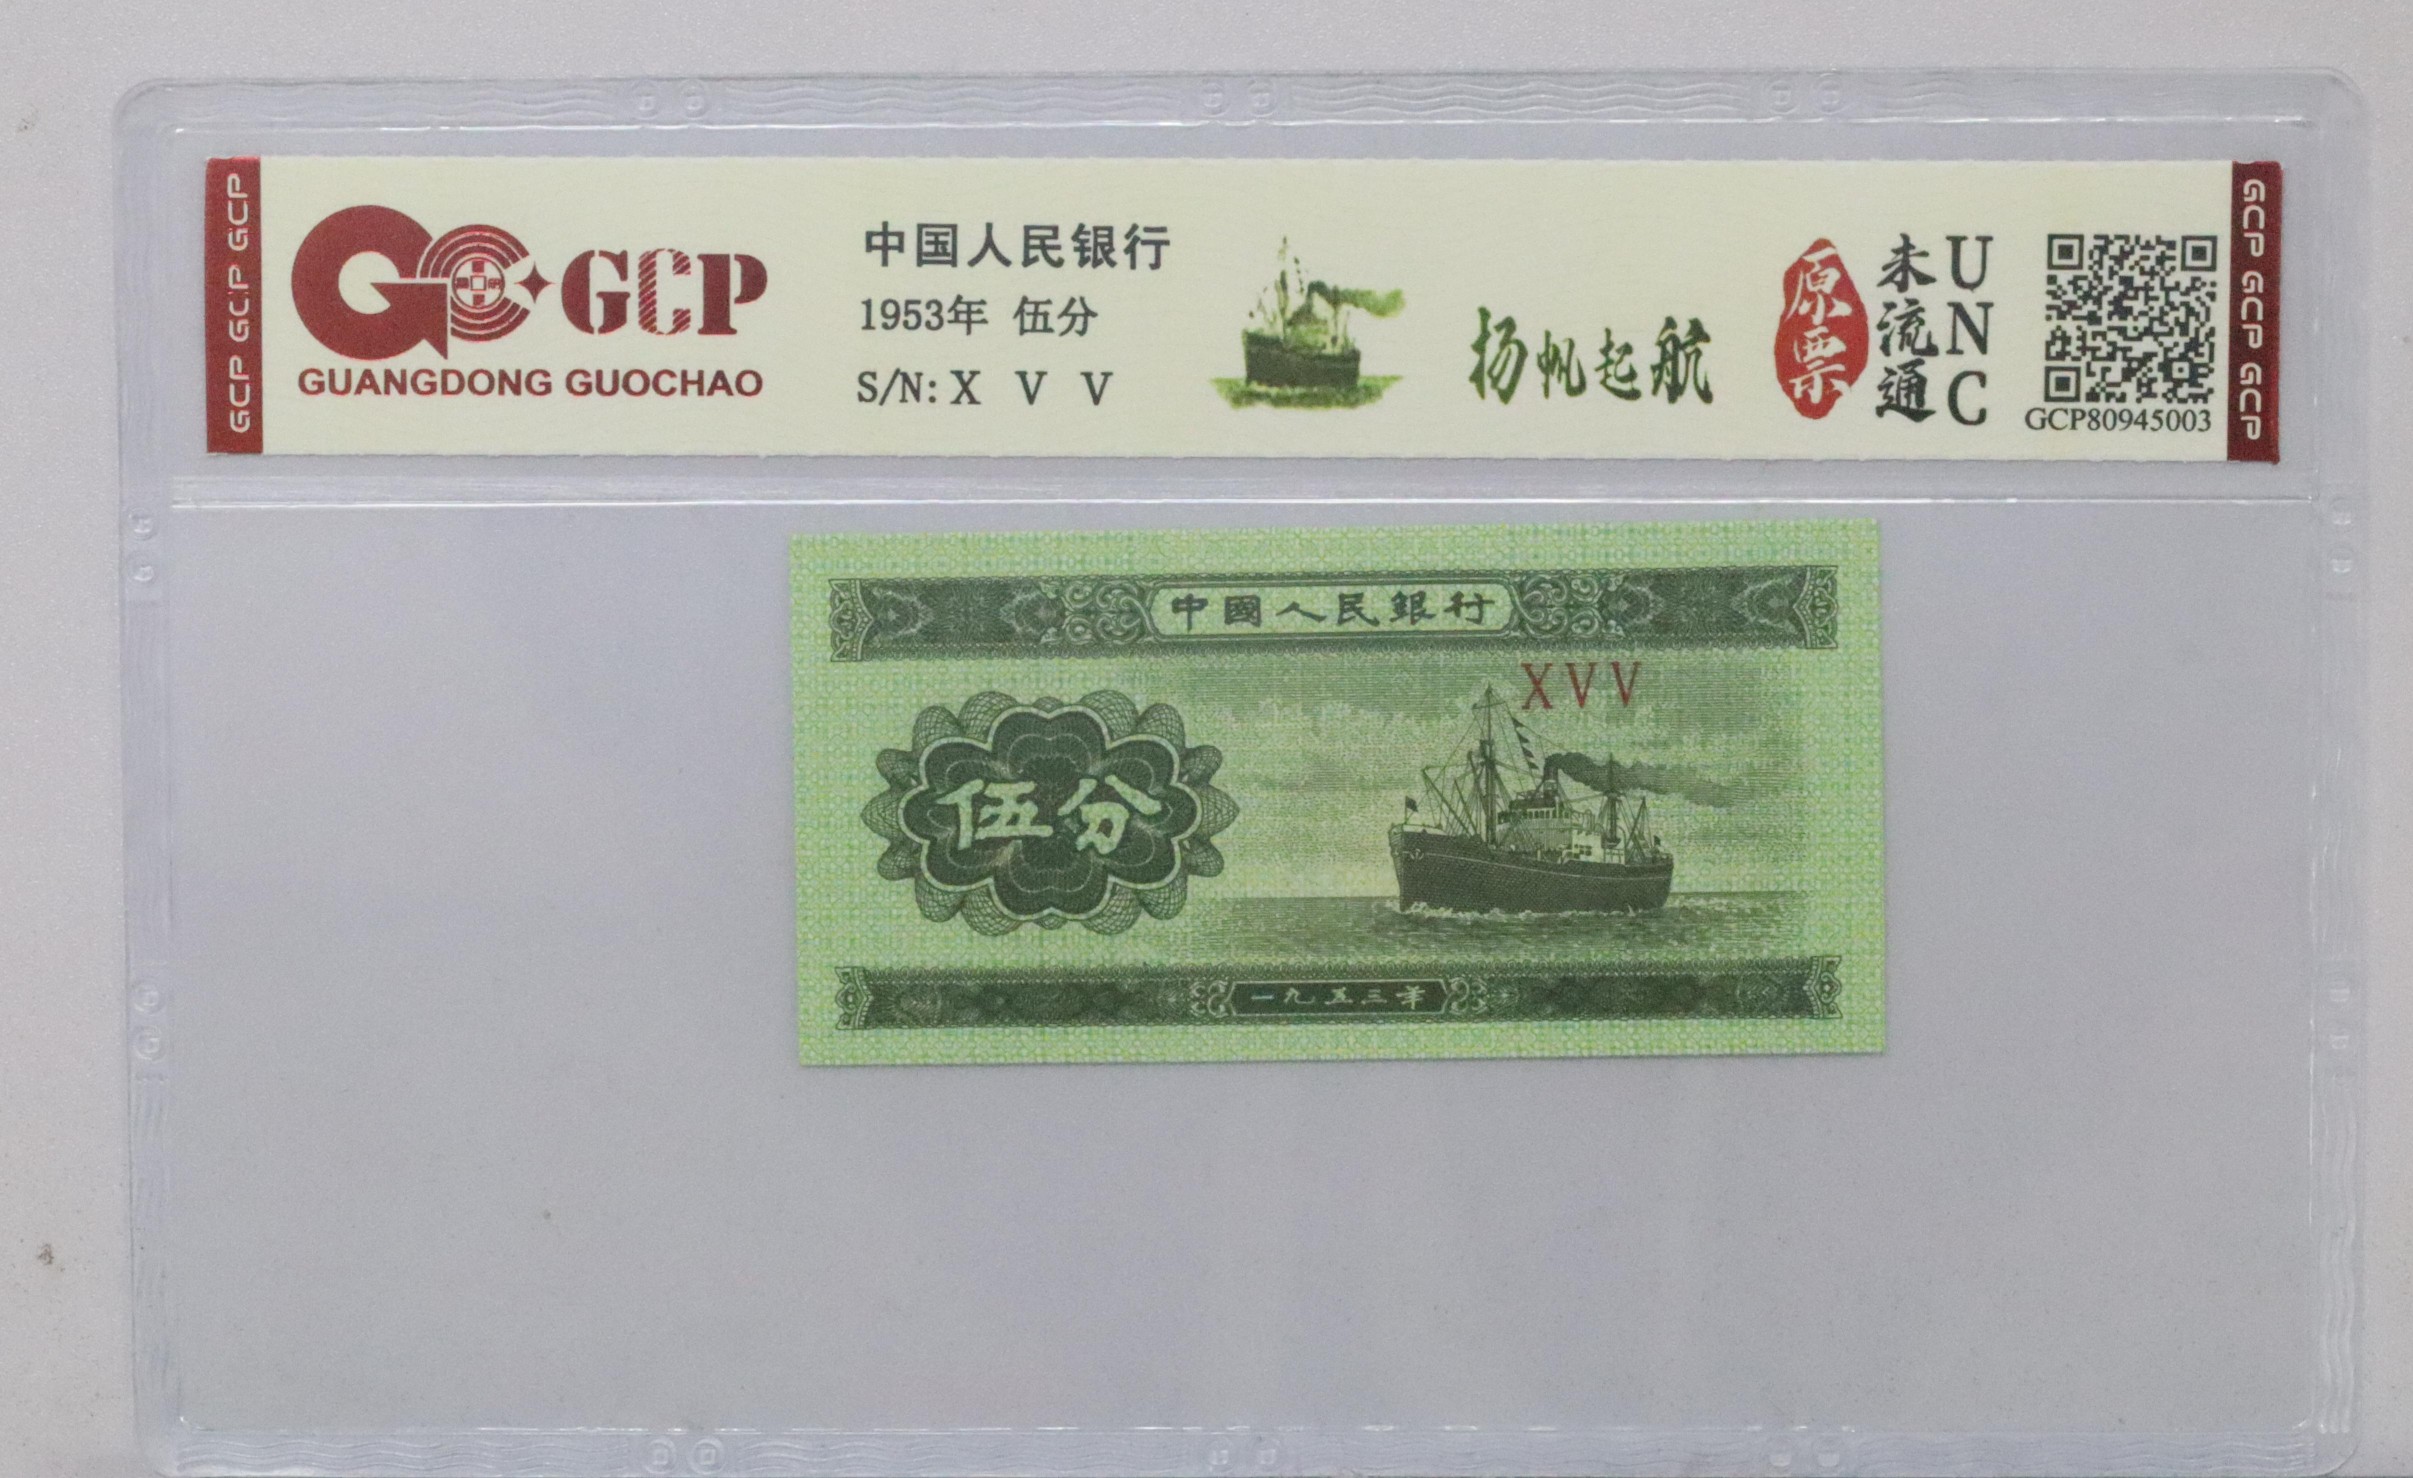 GCP GCP GCP
GCP
GUANGDONG GUOCHAO
中国人民银行
1953年 伍分
S/N: X V V
扬帆起航
原票
未流通
UNC
GCP80945003
GCP GCP GCP
中國人民銀行
XVV
伍分
一九五三年